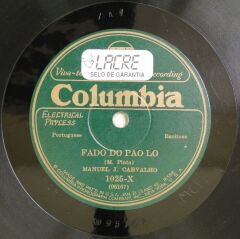 LACRE
SELO DE GARANTIA
Viva-tonal Recording
Columbia
ELECTRICAL
PROCESS
Portuguese
Baritone
FADO DO PAO LO
(M. Pinto)
MANUEL J. CARVALHO
1025-X
(96107)